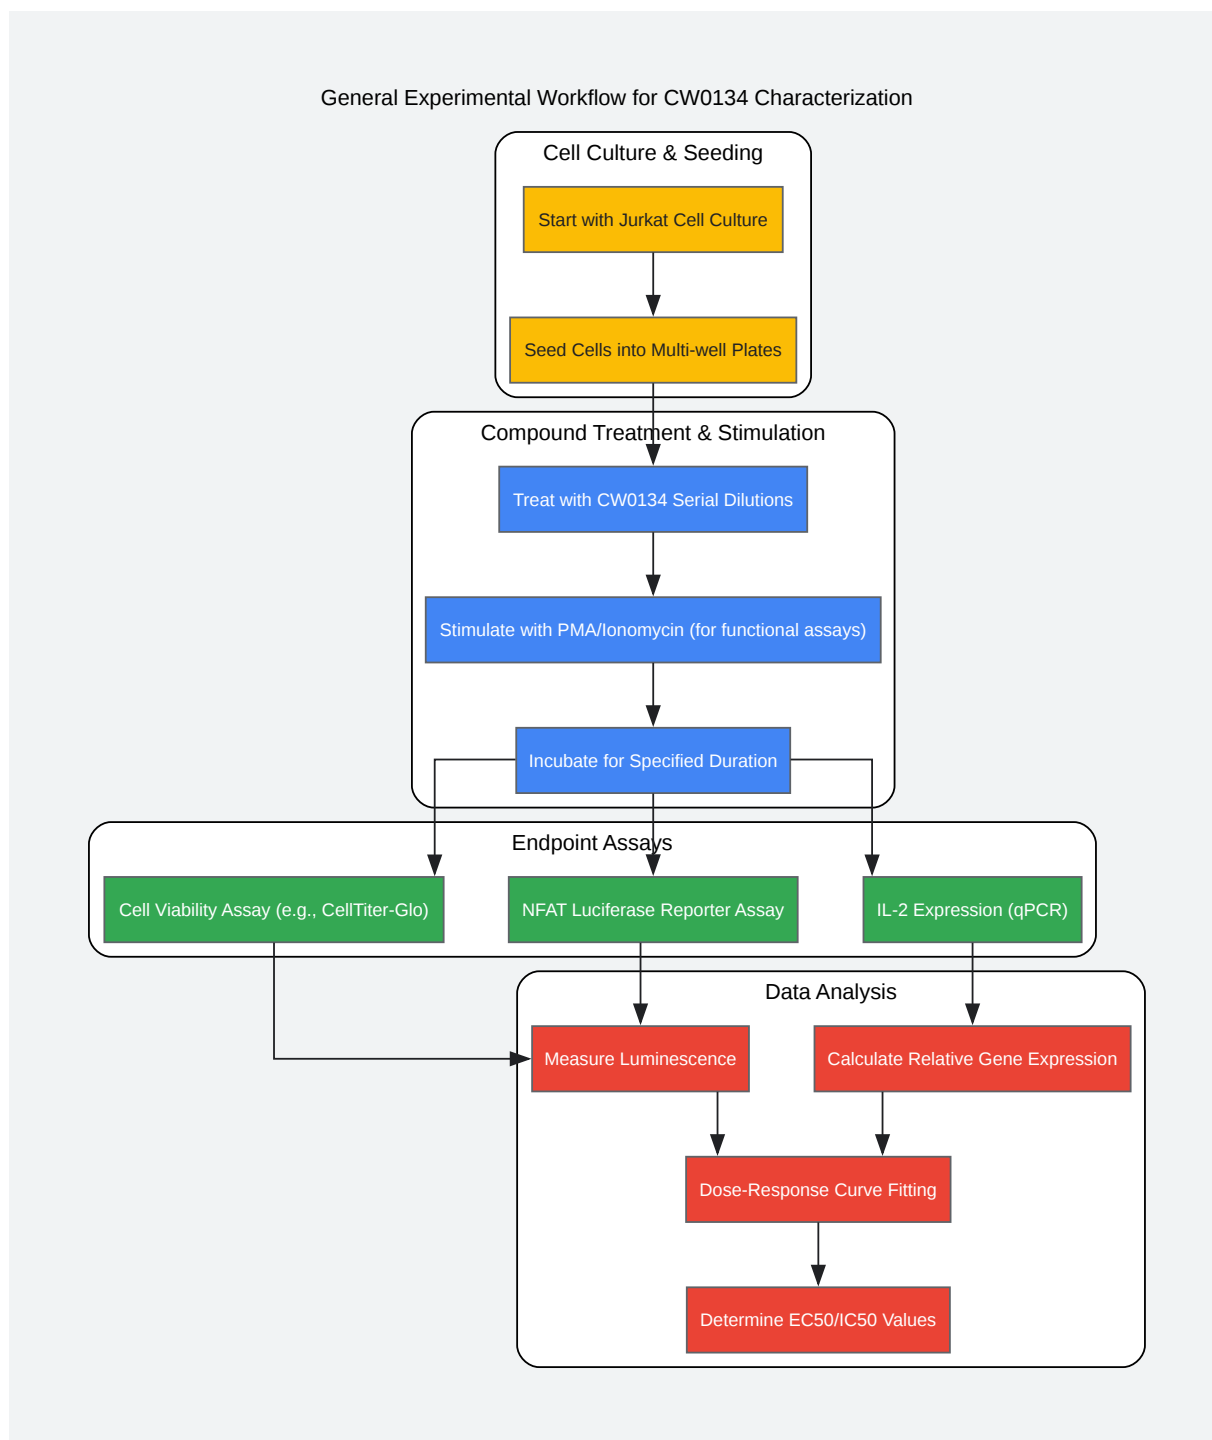 General Experimental Workflow for CW0134 Characterization
Cell Culture & Seeding
Start with Jurkat Cell Culture
Seed Cells into Multi-well Plates
Compound Treatment & Stimulation
Treat with CW0134 Serial Dilutions
Stimulate with PMA/Ionomycin (for functional assays)
Incubate for Specified Duration
Endpoint Assays
Cell Viability Assay (e.g., CellTiter-Glo)
NFAT Luciferase Reporter Assay
IL-2 Expression (qPCR)
Data Analysis
Measure Luminescence
Calculate Relative Gene Expression
Dose-Response Curve Fitting
Determine EC50/IC50 Values